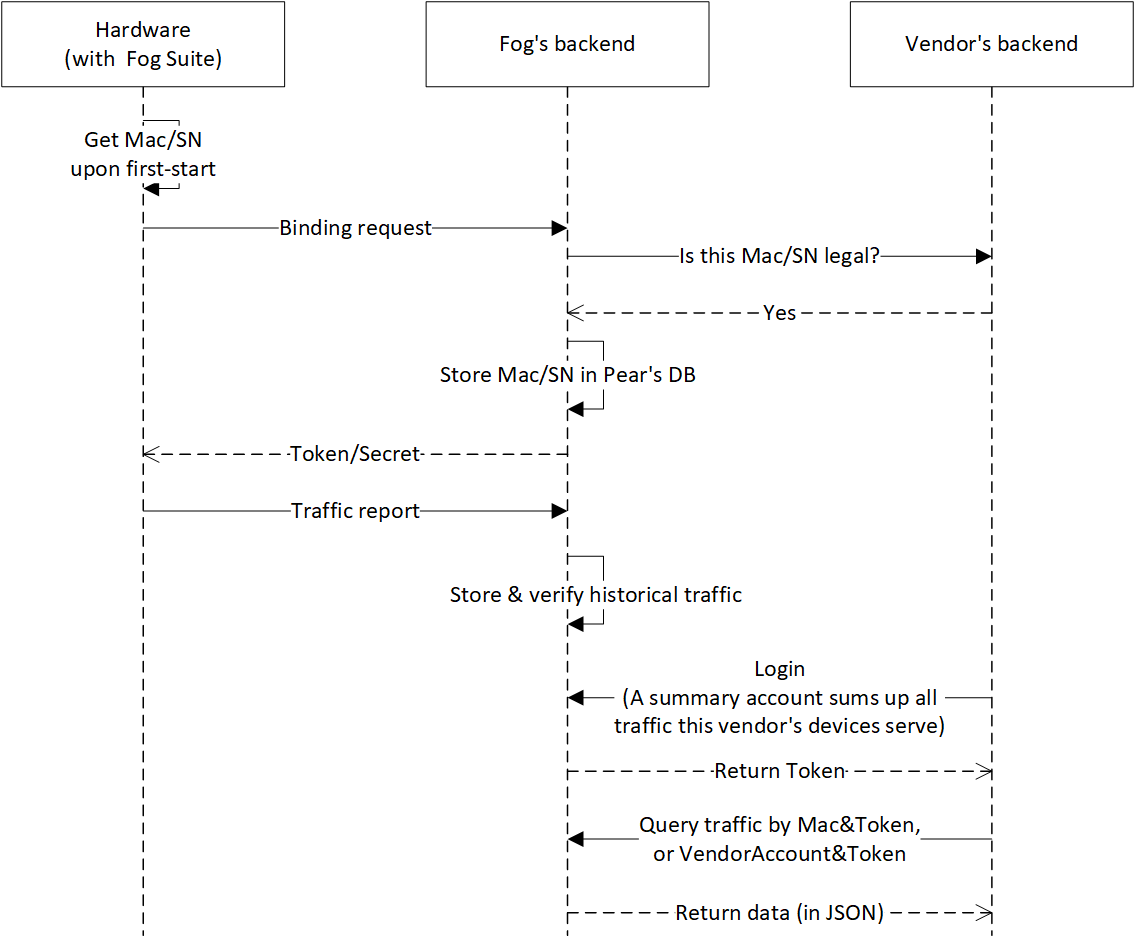 Hardware
(with  Fog Suite)
Fog's backend
Vendor's backend
Get Mac/SN
upon first-start
Binding request
Is this Mac/SN legal?
Yes
Store Mac/SN in Pear's DB
Token/Secret
Traffic report
Store & verify historical traffic
Login
(A summary account sums up all
traffic this vendor's devices serve)
Return Token
Query traffic by Mac&Token,
or VendorAccount&Token
Return data (in JSON)